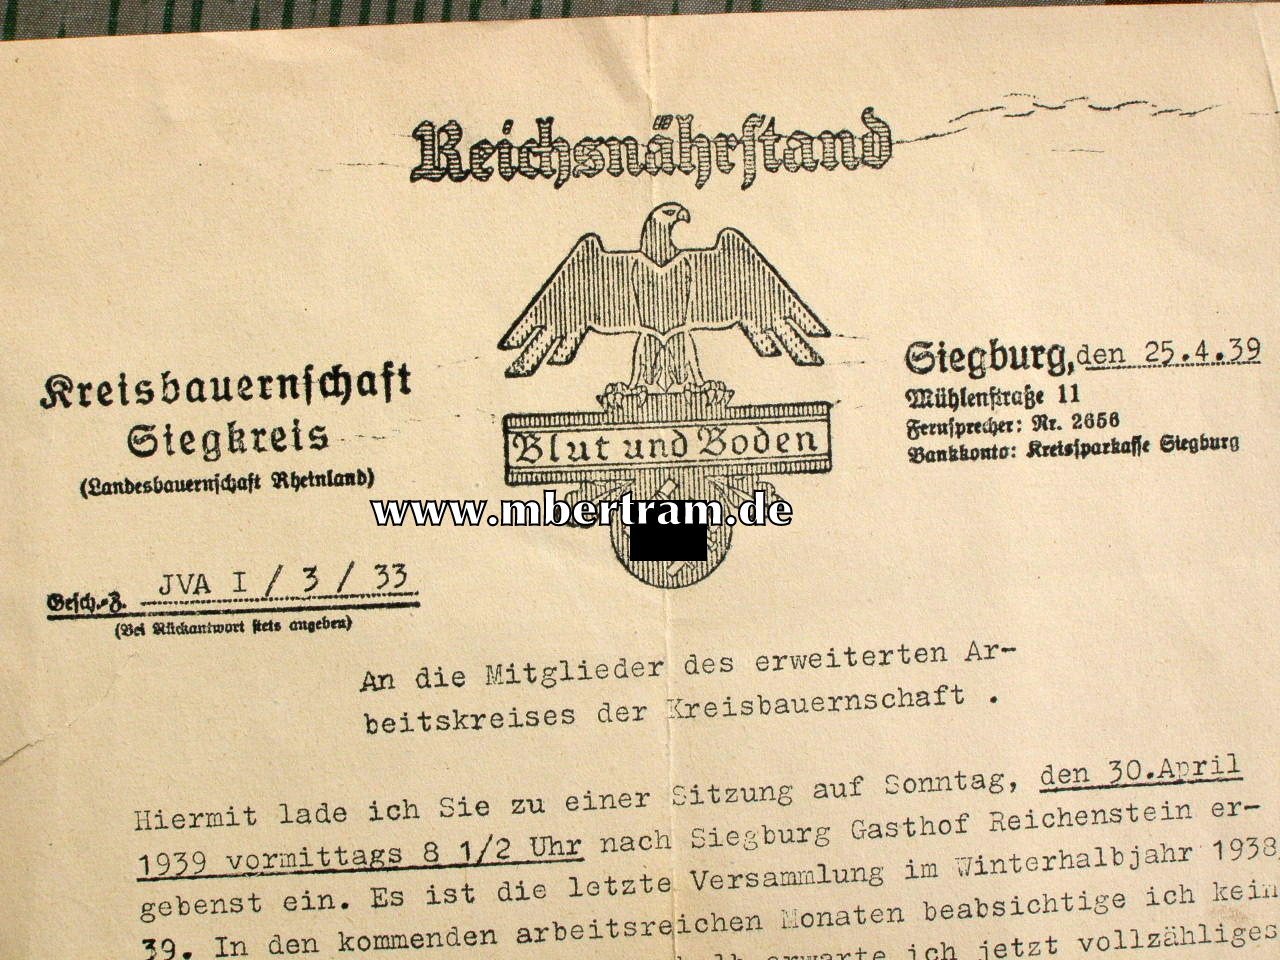 Reichsnährstand
Kreisbauernschaft
Siegkreis
(Landesbauernschaft Rheinland)
Blut und Boden
Siegburg, den 25.4.39
Mühlenstraße 11
Fernsprecher: Nr. 2656
Bankkonto: Kreissparkasse Siegburg
www.mbertram.de
Gesch.-Z. JVA I / 3 / 33
(Bei Rückantwort stets angeben)
An die Mitglieder des erweiterten Ar-
beitskreises der Kreisbauernschaft .
Hiermit lade ich Sie zu einer Sitzung auf Sonntag, den 30.April
1939 vormittags 8 1/2 Uhr nach Siegburg Gasthof Reichenstein er-
gebenst ein. Es ist die letzte Versammlung im Winterhalbjahr 1938
39. In den kommenden arbeitsreichen Monaten beabsichtige ich kein
erwarte ich jetzt vollzähliges